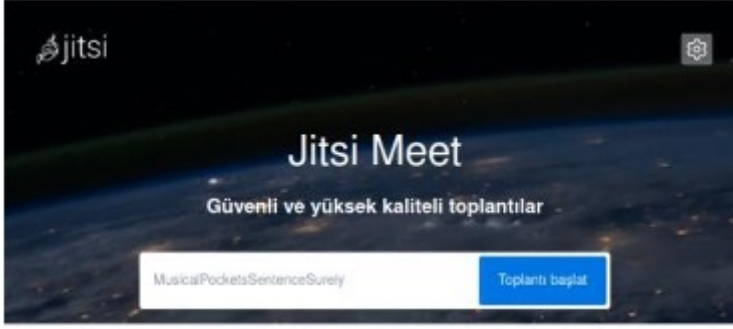 jitsi
Jitsi Meet
Güvenli ve yüksek kaliteli toplantılar
MusicalPocketsSentenceSurely
Toplantı başlat